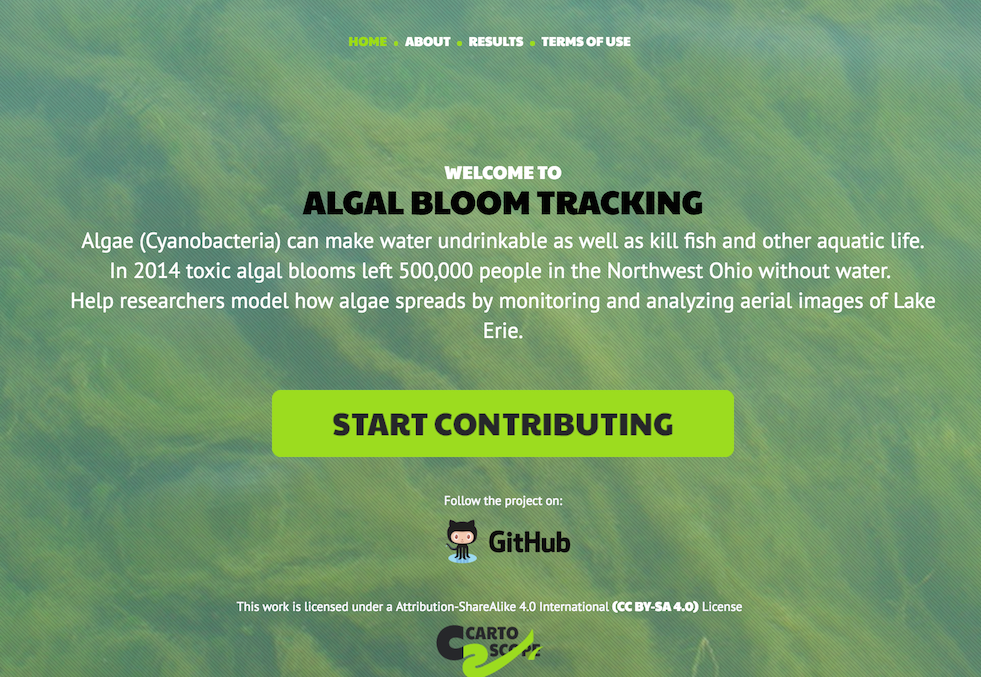 HOME • ABOUT • RESULTS • TERMS OF USE
WELCOME TO
ALGAL BLOOM TRACKING
Algae (Cyanobacteria) can make water undrinkable as well as kill fish and other aquatic life.
In 2014 toxic algal blooms left 500,000 people in the Northwest Ohio without water.
Help researchers model how algae spreads by monitoring and analyzing aerial images of Lake
Erie.
START CONTRIBUTING
Follow the project on:
GitHub
This work is licensed under a Attribution-ShareAlike 4.0 International (CC BY-SA 4.0) License
CARTO
SCOPE